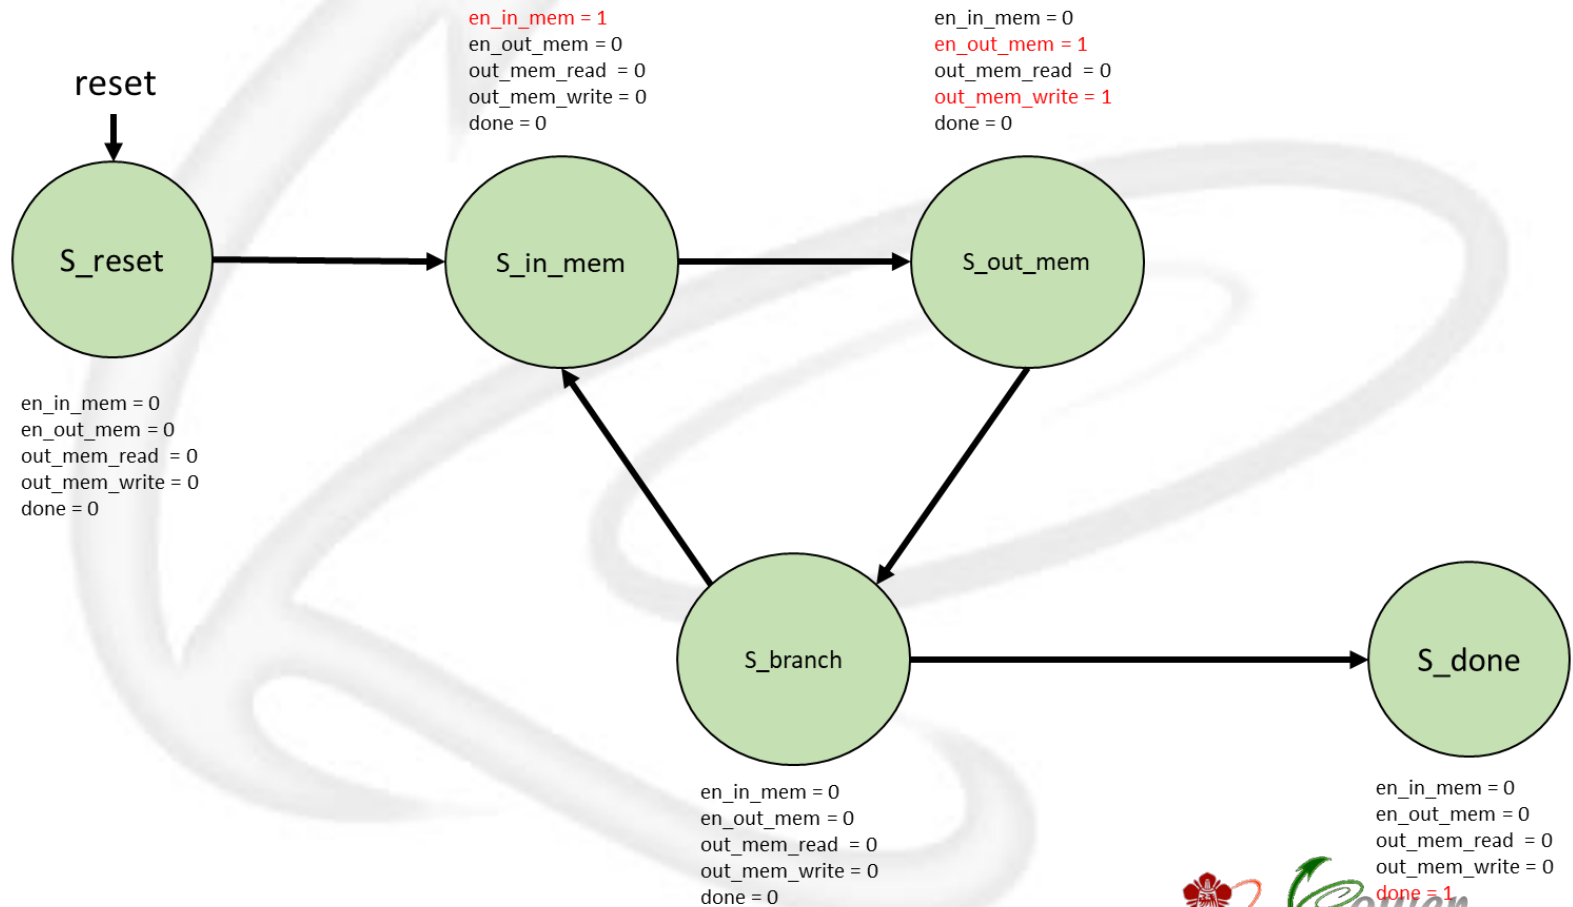 reset
S_reset
en_in_mem = 0
en_out_mem = 0
out_mem_read = 0
out_mem_write = 0
done = 0
en_in_mem = 1
en_out_mem = 0
out_mem_read = 0
out_mem_write = 0
done = 0
S_in_mem
en_in_mem = 0
en_out_mem = 1
out_mem_read = 0
out_mem_write = 1
done = 0
S_out_mem
S_branch
en_in_mem = 0
en_out_mem = 0
out_mem_read = 0
out_mem_write = 0
done = 0
S_done
en_in_mem = 0
en_out_mem = 0
out_mem_read = 0
out_mem_write = 0
done = 1